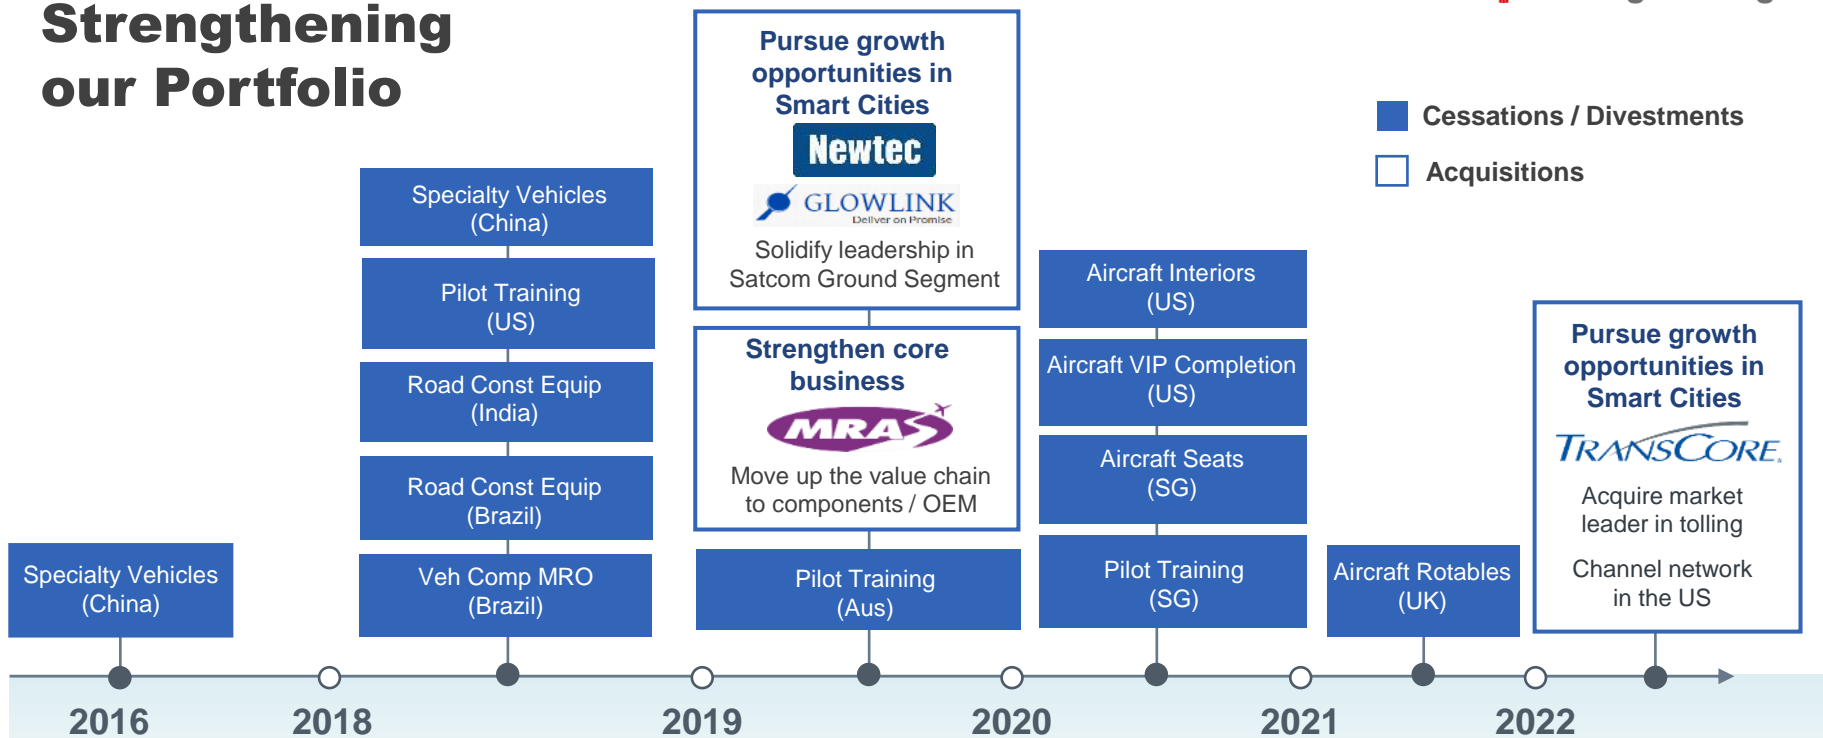 Strengthening
our Portfolio
Cessations / Divestments
Acquisitions
Specialty Vehicles
(China)
Specialty Vehicles
(China)
Pilot Training
(US)
Road Const Equip
(India)
Road Const Equip
(Brazil)
Veh Comp MRO
(Brazil)
Pursue growth
opportunities in
Smart Cities
Newtec
GLOWLINK
Deliver on Promise
Solidify leadership in
Satcom Ground Segment
Strengthen core
business
MRAS
Move up the value chain
to components / OEM
Pilot Training
(Aus)
Aircraft Interiors
(US)
Aircraft VIP Completion
(US)
Aircraft Seats
(SG)
Pilot Training
(SG)
Aircraft Rotables
(UK)
Pursue growth
opportunities in
Smart Cities
TRANSCORE
Acquire market
leader in tolling
Channel network
in the US
2016
2018
2019
2020
2021
2022